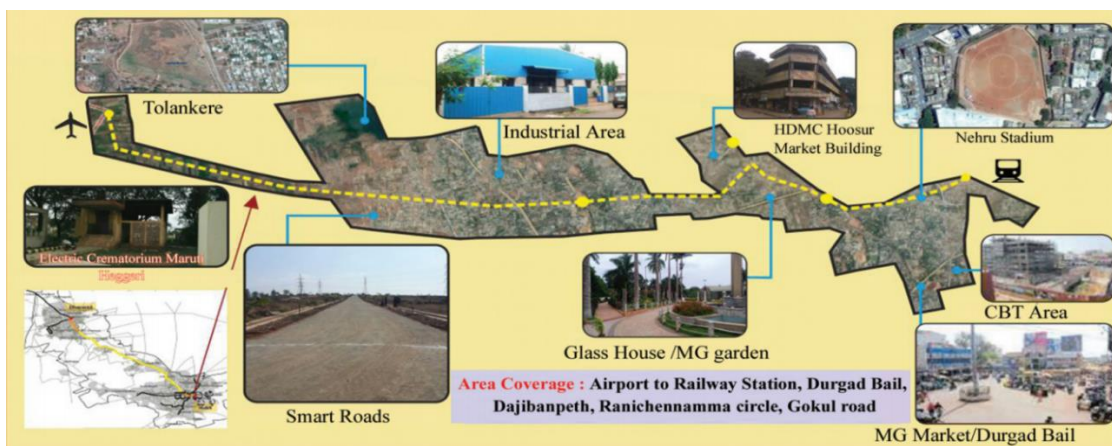 Tolankere
Industrial Area
HDMC Hoosur
Market Building
Nehru Stadium
Electric Crematorium Maruti
Heggeri
Smart Roads
Glass House /MG garden
CBT Area
MG Market/Durgad Bail
Area Coverage : Airport to Railway Station, Durgad Bail,
Dajibanpeth, Ranichennamma circle, Gokul road